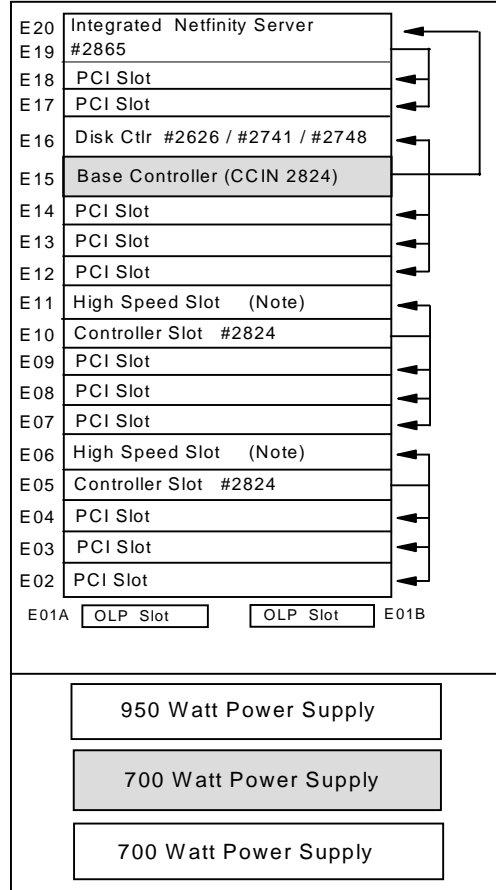 E20 Integrated Netfinity Server
E19 #2865
E18 PCI Slot
E17 PCI Slot
E16 Disk Ctlr #2626 / #2741 / #2748
E15 Base Controller (CCIN 2824)
E14 PCI Slot
E13 PCI Slot
E12 PCI Slot
E11 High Speed Slot (Note)
E10 Controller Slot #2824
E09 PCI Slot
E08 PCI Slot
E07 PCI Slot
E06 High Speed Slot (Note)
E05 Controller Slot #2824
E04 PCI Slot
E03 PCI Slot
E02 PCI Slot
E01A OLP Slot OLP Slot E01B
950 Watt Power Supply
700 Watt Power Supply
700 Watt Power Supply